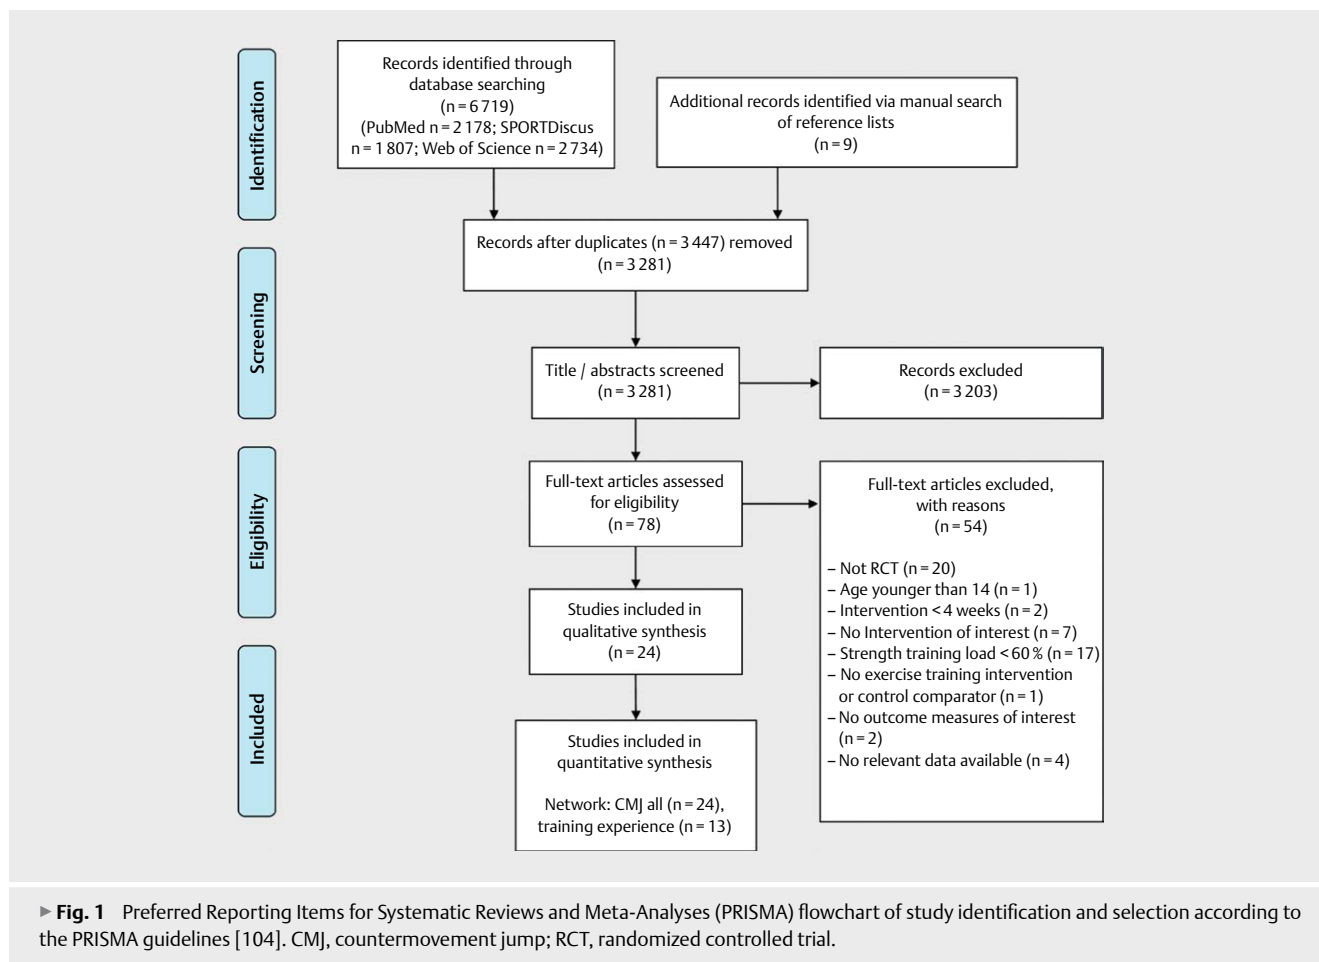 Identification
Records identified through
database searching
(n = 6 719)
(PubMed n = 2 178; SPORTDiscus
n = 1 807; Web of Science n = 2 734)
Additional records identified via manual search
of reference lists
(n = 9)
Records after duplicates (n = 3 447) removed
(n = 3 281)
Screening
Title / abstracts screened
(n = 3 281)
Records excluded
(n = 3 203)
Eligibility
Full-text articles assessed
for eligibility
(n = 78)
Full-text articles excluded,
with reasons
(n = 54)
– Not RCT (n = 20)
– Age younger than 14 (n = 1)
– Intervention < 4 weeks (n = 2)
– No Intervention of interest (n = 7)
– Strength training load < 60 % (n = 17)
– No exercise training intervention
or control comparator (n = 1)
– No outcome measures of interest
(n = 2)
– No relevant data available (n = 4)
Studies included in
qualitative synthesis
(n = 24)
Included
Studies included in
quantitative synthesis
Network: CMJ all (n = 24),
training experience (n = 13)
► Fig. 1 Preferred Reporting Items for Systematic Reviews and Meta-Analyses (PRISMA) flowchart of study identification and selection according to
the PRISMA guidelines [104]. CMJ, countermovement jump; RCT, randomized controlled trial.